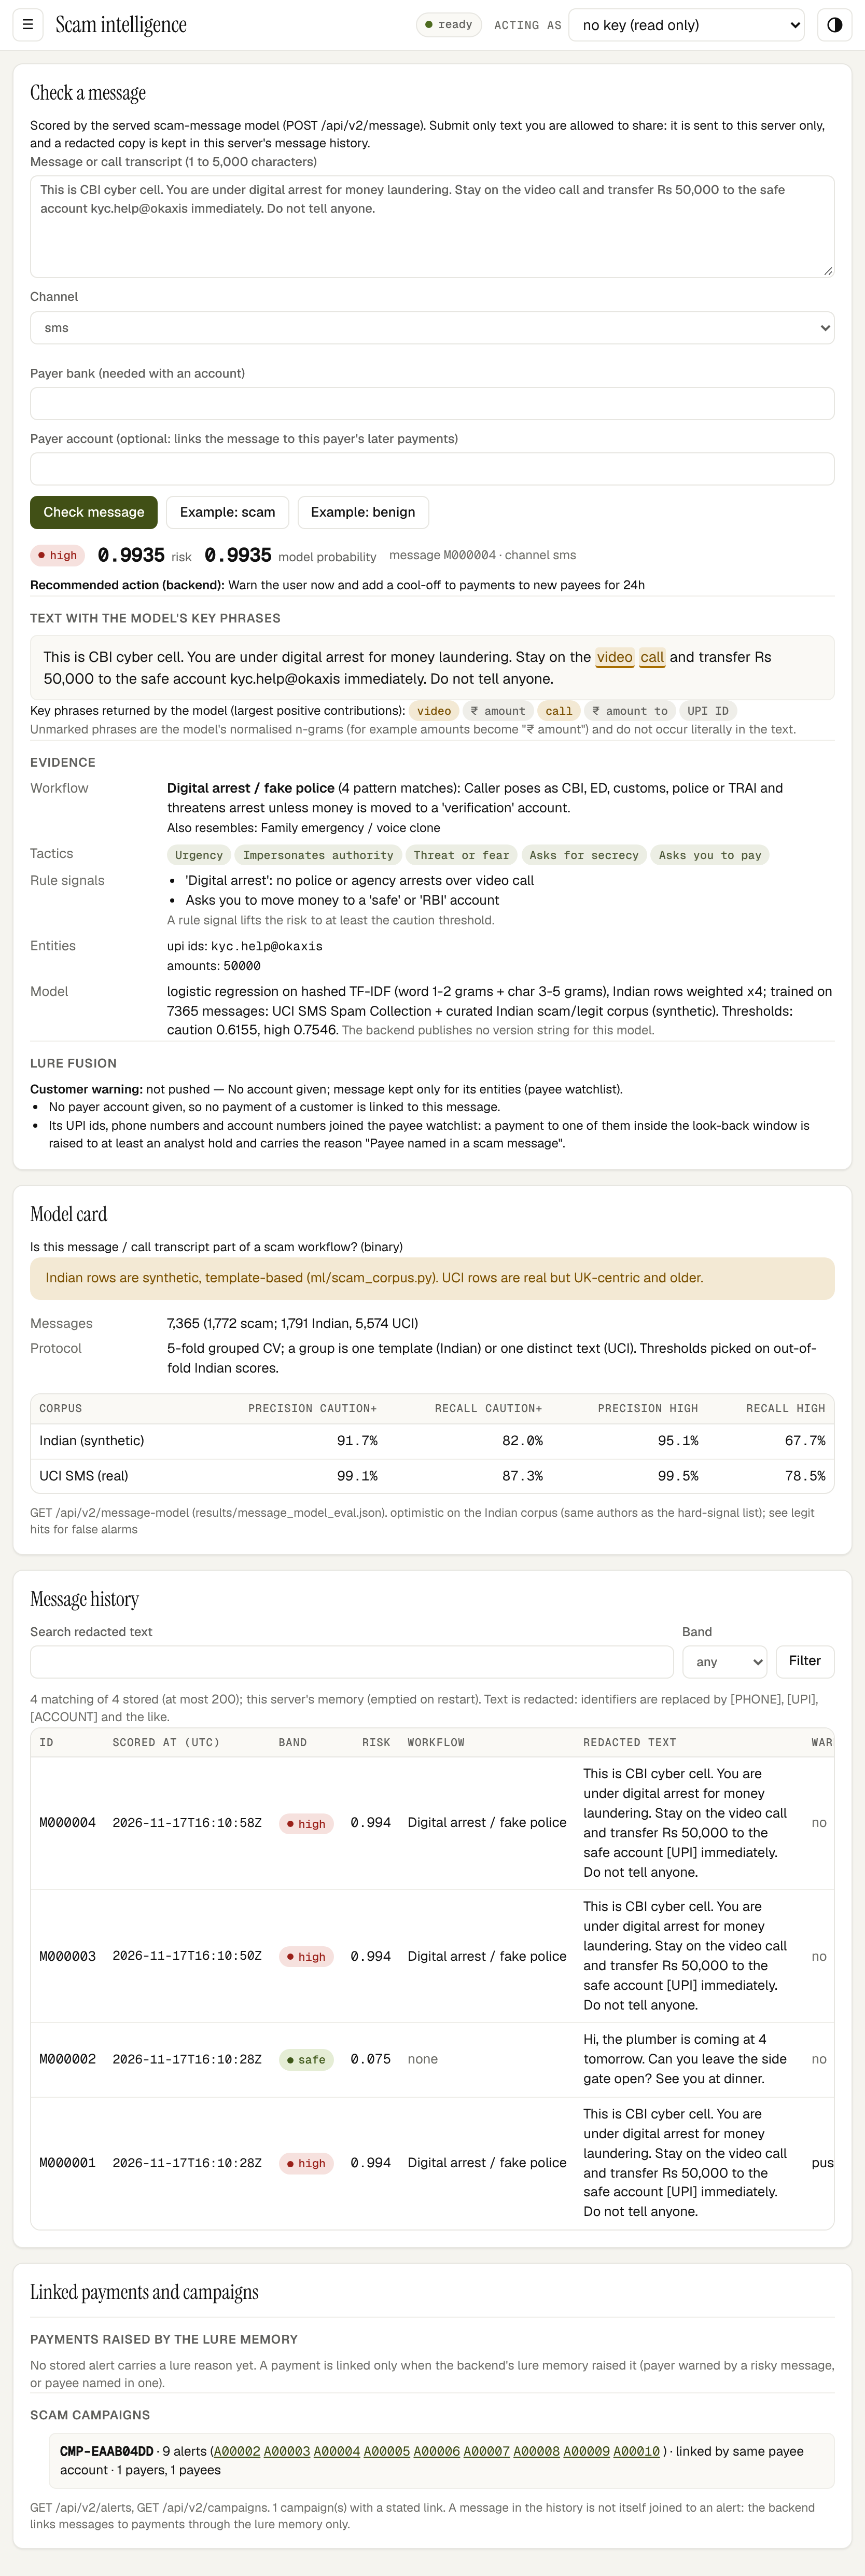 ☰ Scam intelligence ready ACTING AS no key (read only)
Check a message
Scored by the served scam-message model (POST /api/v2/message). Submit only text you are allowed to share: it is sent to this server only,
and a redacted copy is kept in this server's message history.
Message or call transcript (1 to 5,000 characters)
This is CBI cyber cell. You are under digital arrest for money laundering. Stay on the video call and transfer Rs 50,000 to the safe
account kyc.help@okaxis immediately. Do not tell anyone.
Channel
sms
Payer bank (needed with an account)
Payer account (optional: links the message to this payer's later payments)
Check message Example: scam Example: benign
high 0.9935 risk 0.9935 model probability message M000004 · channel sms
Recommended action (backend): Warn the user now and add a cool-off to payments to new payees for 24h
TEXT WITH THE MODEL'S KEY PHRASES
This is CBI cyber cell. You are under digital arrest for money laundering. Stay on the video call and transfer Rs
50,000 to the safe account kyc.help@okaxis immediately. Do not tell anyone.
Key phrases returned by the model (largest positive contributions): video ₹ amount call ₹ amount to UPI ID
Unmarked phrases are the model's normalised n-grams (for example amounts become "₹ amount") and do not occur literally in the text.
EVIDENCE
Workflow Digital arrest / fake police (4 pattern matches): Caller poses as CBI, ED, customs, police or TRAI and
threatens arrest unless money is moved to a 'verification' account.
Also resembles: Family emergency / voice clone
Tactics Urgency Impersonates authority Threat or fear Asks for secrecy Asks you to pay
Rule signals • 'Digital arrest': no police or agency arrests over video call
• Asks you to move money to a 'safe' or 'RBI' account
A rule signal lifts the risk to at least the caution threshold.
Entities upi ids: kyc.help@okaxis
amounts: 50000
Model logistic regression on hashed TF-IDF (word 1-2 grams + char 3-5 grams), Indian rows weighted x4; trained on
7365 messages: UCI SMS Spam Collection + curated Indian scam/legit corpus (synthetic). Thresholds:
caution 0.6155, high 0.7546. The backend publishes no version string for this model.
LURE FUSION
Customer warning: not pushed — No account given; message kept only for its entities (payee watchlist).
• No payer account given, so no payment of a customer is linked to this message.
• Its UPI ids, phone numbers and account numbers joined the payee watchlist: a payment to one of them inside the look-back window is
raised to at least an analyst hold and carries the reason "Payee named in a scam message".
Model card
Is this message / call transcript part of a scam workflow? (binary)
Indian rows are synthetic, template-based (ml/scam_corpus.py). UCI rows are real but UK-centric and older.
Messages 7,365 (1,772 scam; 1,791 Indian, 5,574 UCI)
Protocol 5-fold grouped CV; a group is one template (Indian) or one distinct text (UCI). Thresholds picked on out-of-
fold Indian scores.
CORPUS PRECISION CAUTION+ RECALL CAUTION+ PRECISION HIGH RECALL HIGH
Indian (synthetic) 91.7% 82.0% 95.1% 67.7%
UCI SMS (real) 99.1% 87.3% 99.5% 78.5%
GET /api/v2/message-model (results/message_model_eval.json). optimistic on the Indian corpus (same authors as the hard-signal list); see legit
hits for false alarms
Message history
Search redacted text Band
any Filter
4 matching of 4 stored (at most 200); this server's memory (emptied on restart). Text is redacted: identifiers are replaced by [PHONE], [UPI],
[ACCOUNT] and the like.
ID SCORED AT (UTC) BAND RISK WORKFLOW REDACTED TEXT WAR
This is CBI cyber cell. You are
under digital arrest for money
laundering. Stay on the video call
M000004 2026-11-17T16:10:58Z high 0.994 Digital arrest / fake police and transfer Rs 50,000 to the no
safe account [UPI] immediately.
Do not tell anyone.
This is CBI cyber cell. You are
under digital arrest for money
laundering. Stay on the video call
M000003 2026-11-17T16:10:50Z high 0.994 Digital arrest / fake police and transfer Rs 50,000 to the no
safe account [UPI] immediately.
Do not tell anyone.
Hi, the plumber is coming at 4
M000002 2026-11-17T16:10:28Z safe 0.075 none tomorrow. Can you leave the side no
gate open? See you at dinner.
This is CBI cyber cell. You are
under digital arrest for money
laundering. Stay on the video call
M000001 2026-11-17T16:10:28Z high 0.994 Digital arrest / fake police and transfer Rs 50,000 to the pus
safe account [UPI] immediately.
Do not tell anyone.
Linked payments and campaigns
PAYMENTS RAISED BY THE LURE MEMORY
No stored alert carries a lure reason yet. A payment is linked only when the backend's lure memory raised it (payer warned by a risky message,
or payee named in one).
SCAM CAMPAIGNS
CMP-EAAB04DD · 9 alerts (A00002 A00003 A00004 A00005 A00006 A00007 A00008 A00009 A00010 ) · linked by same payee
account · 1 payers, 1 payees
GET /api/v2/alerts, GET /api/v2/campaigns. 1 campaign(s) with a stated link. A message in the history is not itself joined to an alert: the backend
links messages to payments through the lure memory only.